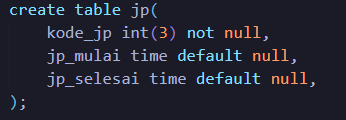 create table jp(
    kode_jp int(3) not null,
    jp_mulai time default null,
    jp_selesai time default null,
);